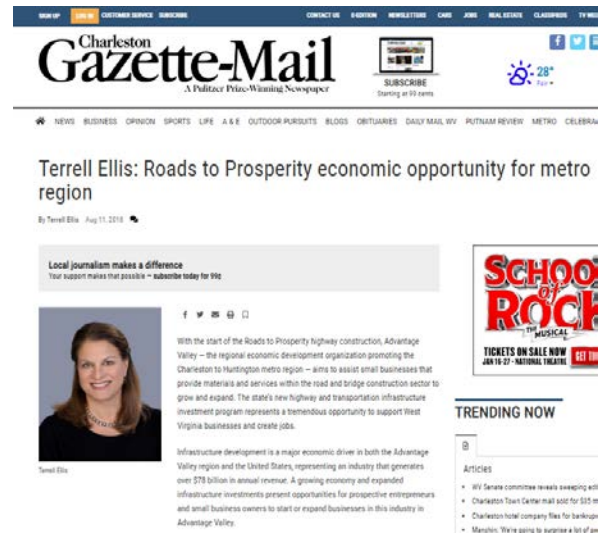 SIGN UP LOG IN CUSTOMER SERVICE SUBSCRIBE CONTACT US E-EDITION NEWSLETTERS CARS JOBS REAL ESTATE CLASSIFIEDS
Charleston
Gazette-Mail
A Pulitzer Prize-Winning Newspaper
SUBSCRIBE
Starting at 99 cents
28°
Fair
NEWS BUSINESS OPINION SPORTS LIFE A & E OUTDOOR PURSUITS BLOGS OBITUARIES DAILY MAIL WV PUTNAM REVIEW METRO
Terrell Ellis: Roads to Prosperity economic opportunity for metro
region
By Terrell Ellis Aug 11, 2018
Local journalism makes a difference
Your support makes that possible — subscribe today for 99¢
SCHOOL
of
ROCK
THE MUSICAL
TICKETS ON SALE NOW
JAN 16-27 - NATIONAL THEATRE
With the start of the Roads to Prosperity highway construction, Advantage
Valley — the regional economic development organization promoting the
Charleston to Huntington metro region — aims to assist small businesses that
provide materials and services within the road and bridge construction sector to
grow and expand. The state's new highway and transportation infrastructure
investment program represents a tremendous opportunity to support West
Virginia businesses and create jobs.
Terrell Ellis
Infrastructure development is a major economic driver in both the Advantage
Valley region and the United States, representing an industry that generates
over $78 billion in annual revenue. A growing economy and expanded
infrastructure investments present opportunities for prospective entrepreneurs
and small business owners to start or expand businesses in this industry in
Advantage Valley.
TRENDING NOW
Articles
WV Senate committee reveals sweeping
Charleston Town Center mall sold for $35
Charleston hotel company files for
Manchin: 'We're going to surprise a lot of